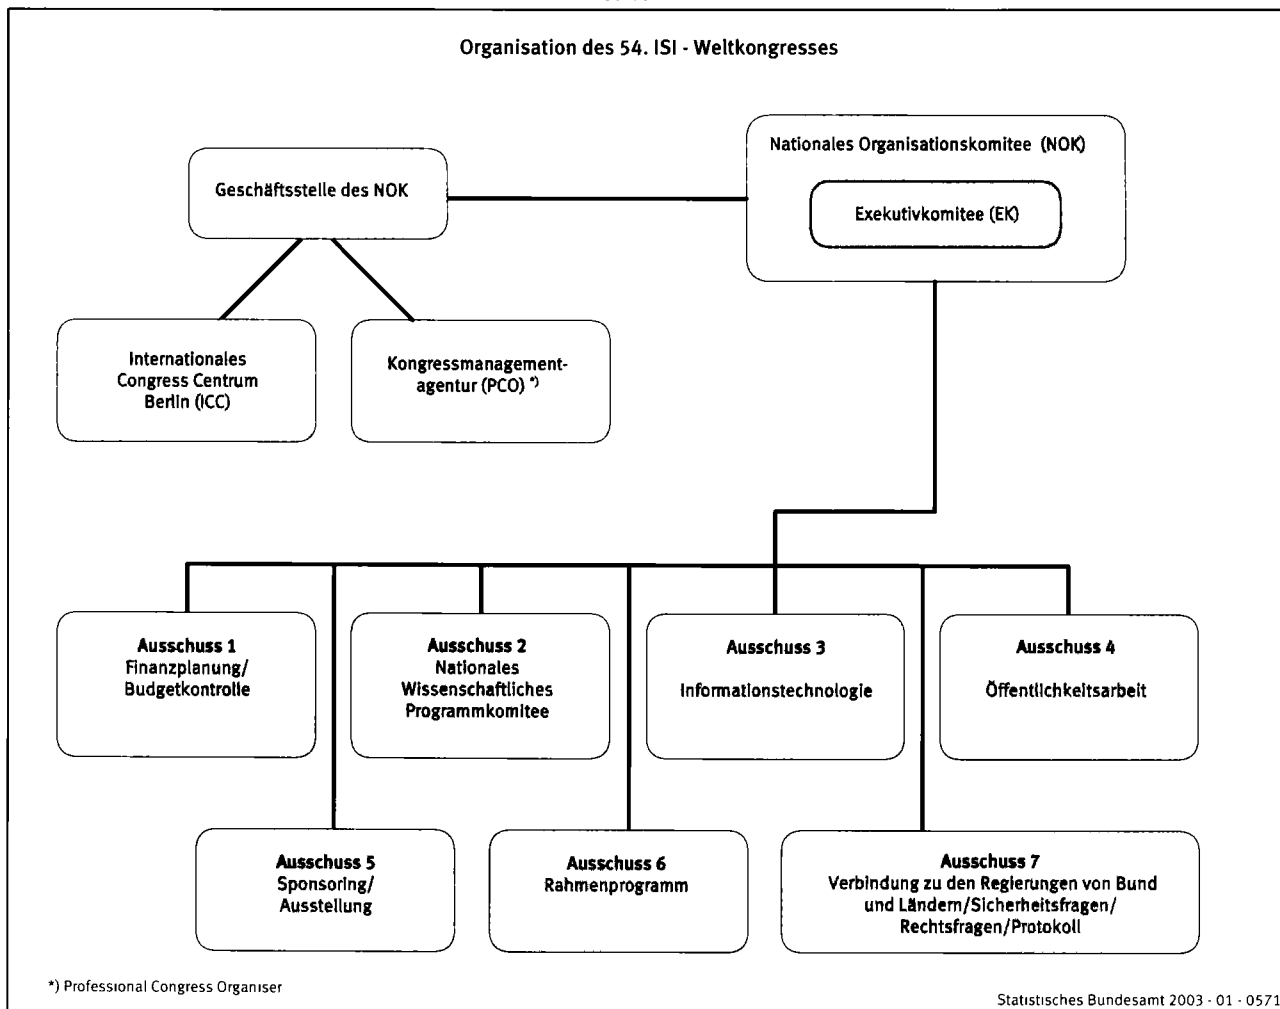 Organisation des 54. ISI - Weltkongresses
Nationales Organisationskomitee (NOK)
Exekutivkomitee (EK)
Geschäftsstelle des NOK
Internationales
Congress Centrum
Berlin (ICC)
Kongressmanagement-
agentur (PCO) *)
Ausschuss 1
Finanzplanung/
Budgetkontrolle
Ausschuss 2
Nationales
Wissenschaftliches
Programmkomitee
Ausschuss 3
Informationstechnologie
Ausschuss 4
Öffentlichkeitsarbeit
Ausschuss 5
Sponsoring/
Ausstellung
Ausschuss 6
Rahmenprogramm
Ausschuss 7
Verbindung zu den Regierungen von Bund
und Ländern/Sicherheitsfragen/
Rechtsfragen/Protokoll
*) Professional Congress Organiser
Statistisches Bundesamt 2003 - 01 - 0571